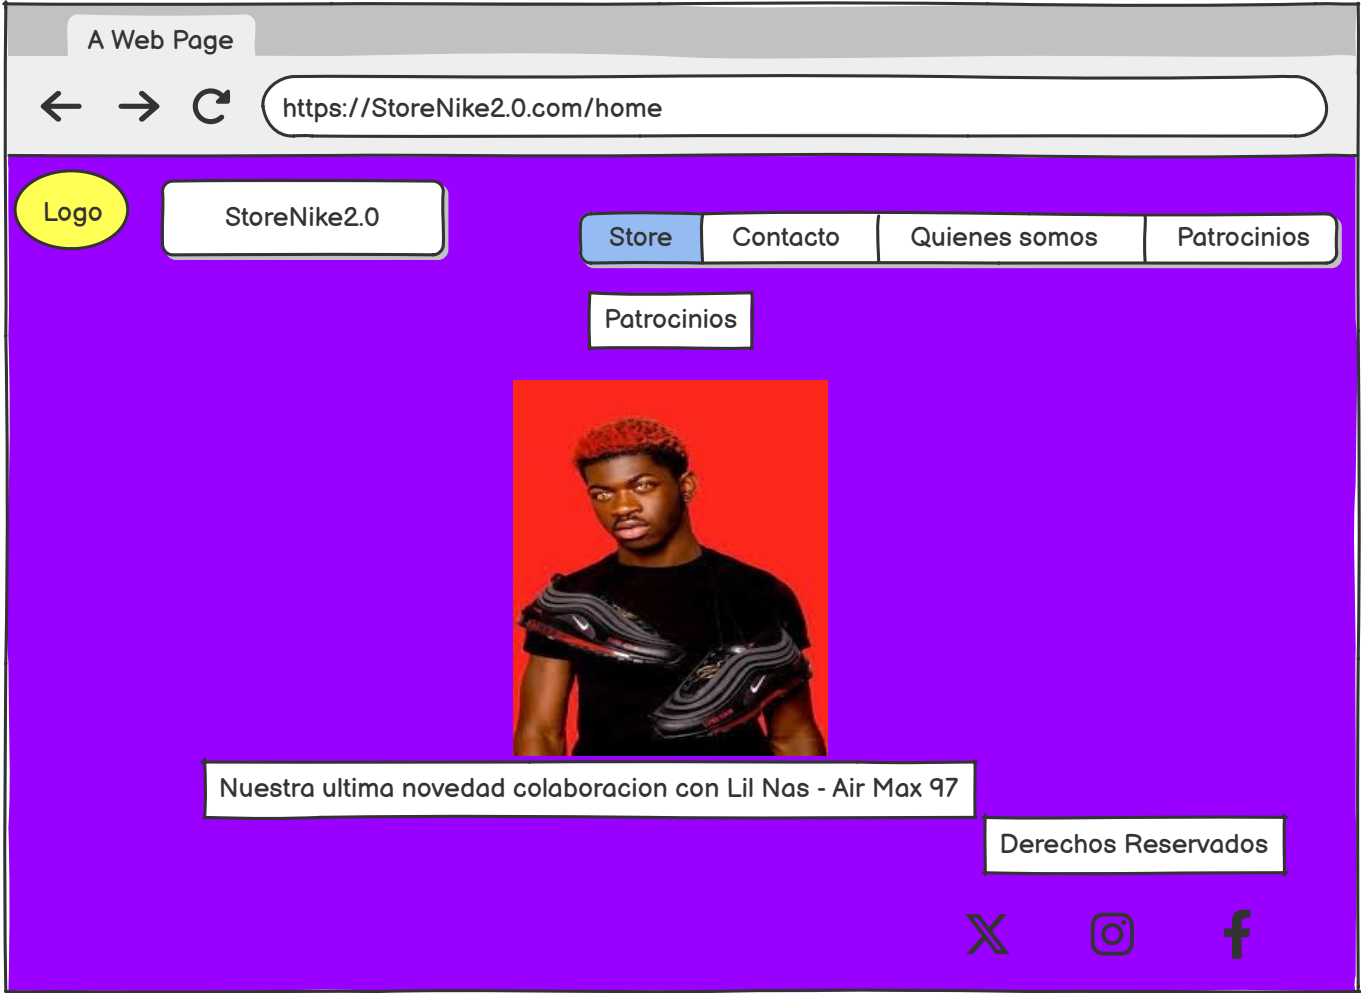 A Web Page
https://StoreNike2.0.com/home
Logo
StoreNike2.0
Store
Contacto
Quienes somos
Patrocinios
Patrocinios
Nuestra ultima novedad colaboracion con Lil Nas - Air Max 97
Derechos Reservados